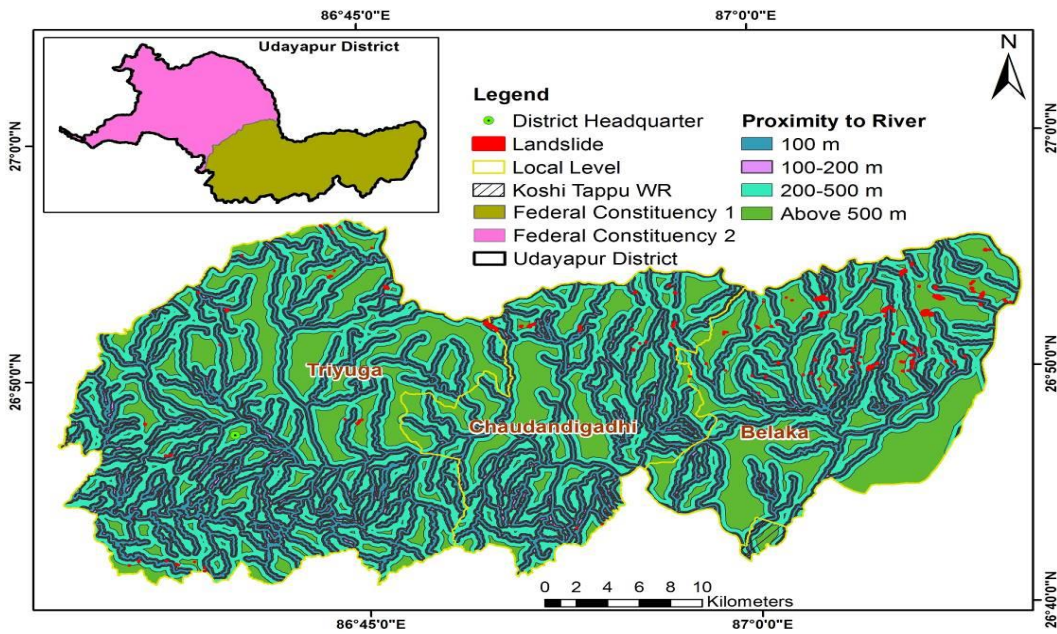 86°45'0"E
87°0'0"E
Udayapur District
N
27°0'0"N
27°0'0"N
Legend
District Headquarter
Landslide
Local Level
Koshi Tappu WR
Federal Constituency 1
Federal Constituency 2
Udayapur District
Proximity to River
100 m
100-200 m
200-500 m
Above 500 m
26°50'0"N
26°50'0"N
Triyuga
Chaudandigadhi
Belaka
0 2 4 6 8 10
Kilometers
26°40'0"N
86°45'0"E
87°0'0"E